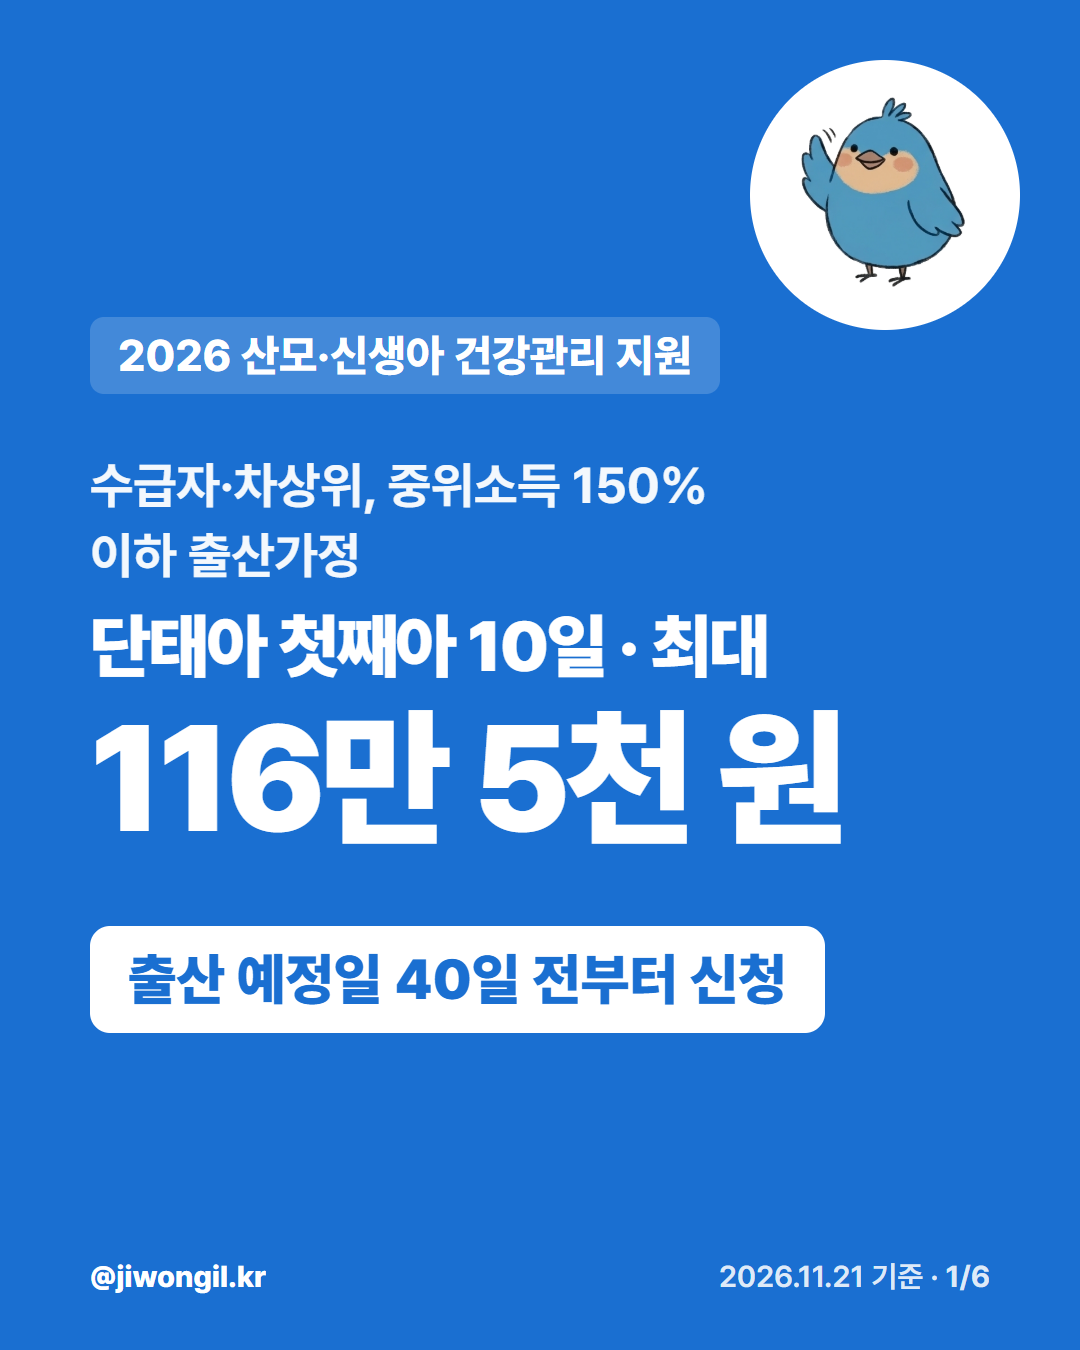 2026 산모·신생아 건강관리 지원
수급자·차상위, 중위소득 150%
이하 출산가정
단태아 첫째아 10일 · 최대
116만 5천 원
출산 예정일 40일 전부터 신청
@jiwongil.kr
2026.11.21 기준 · 1/6